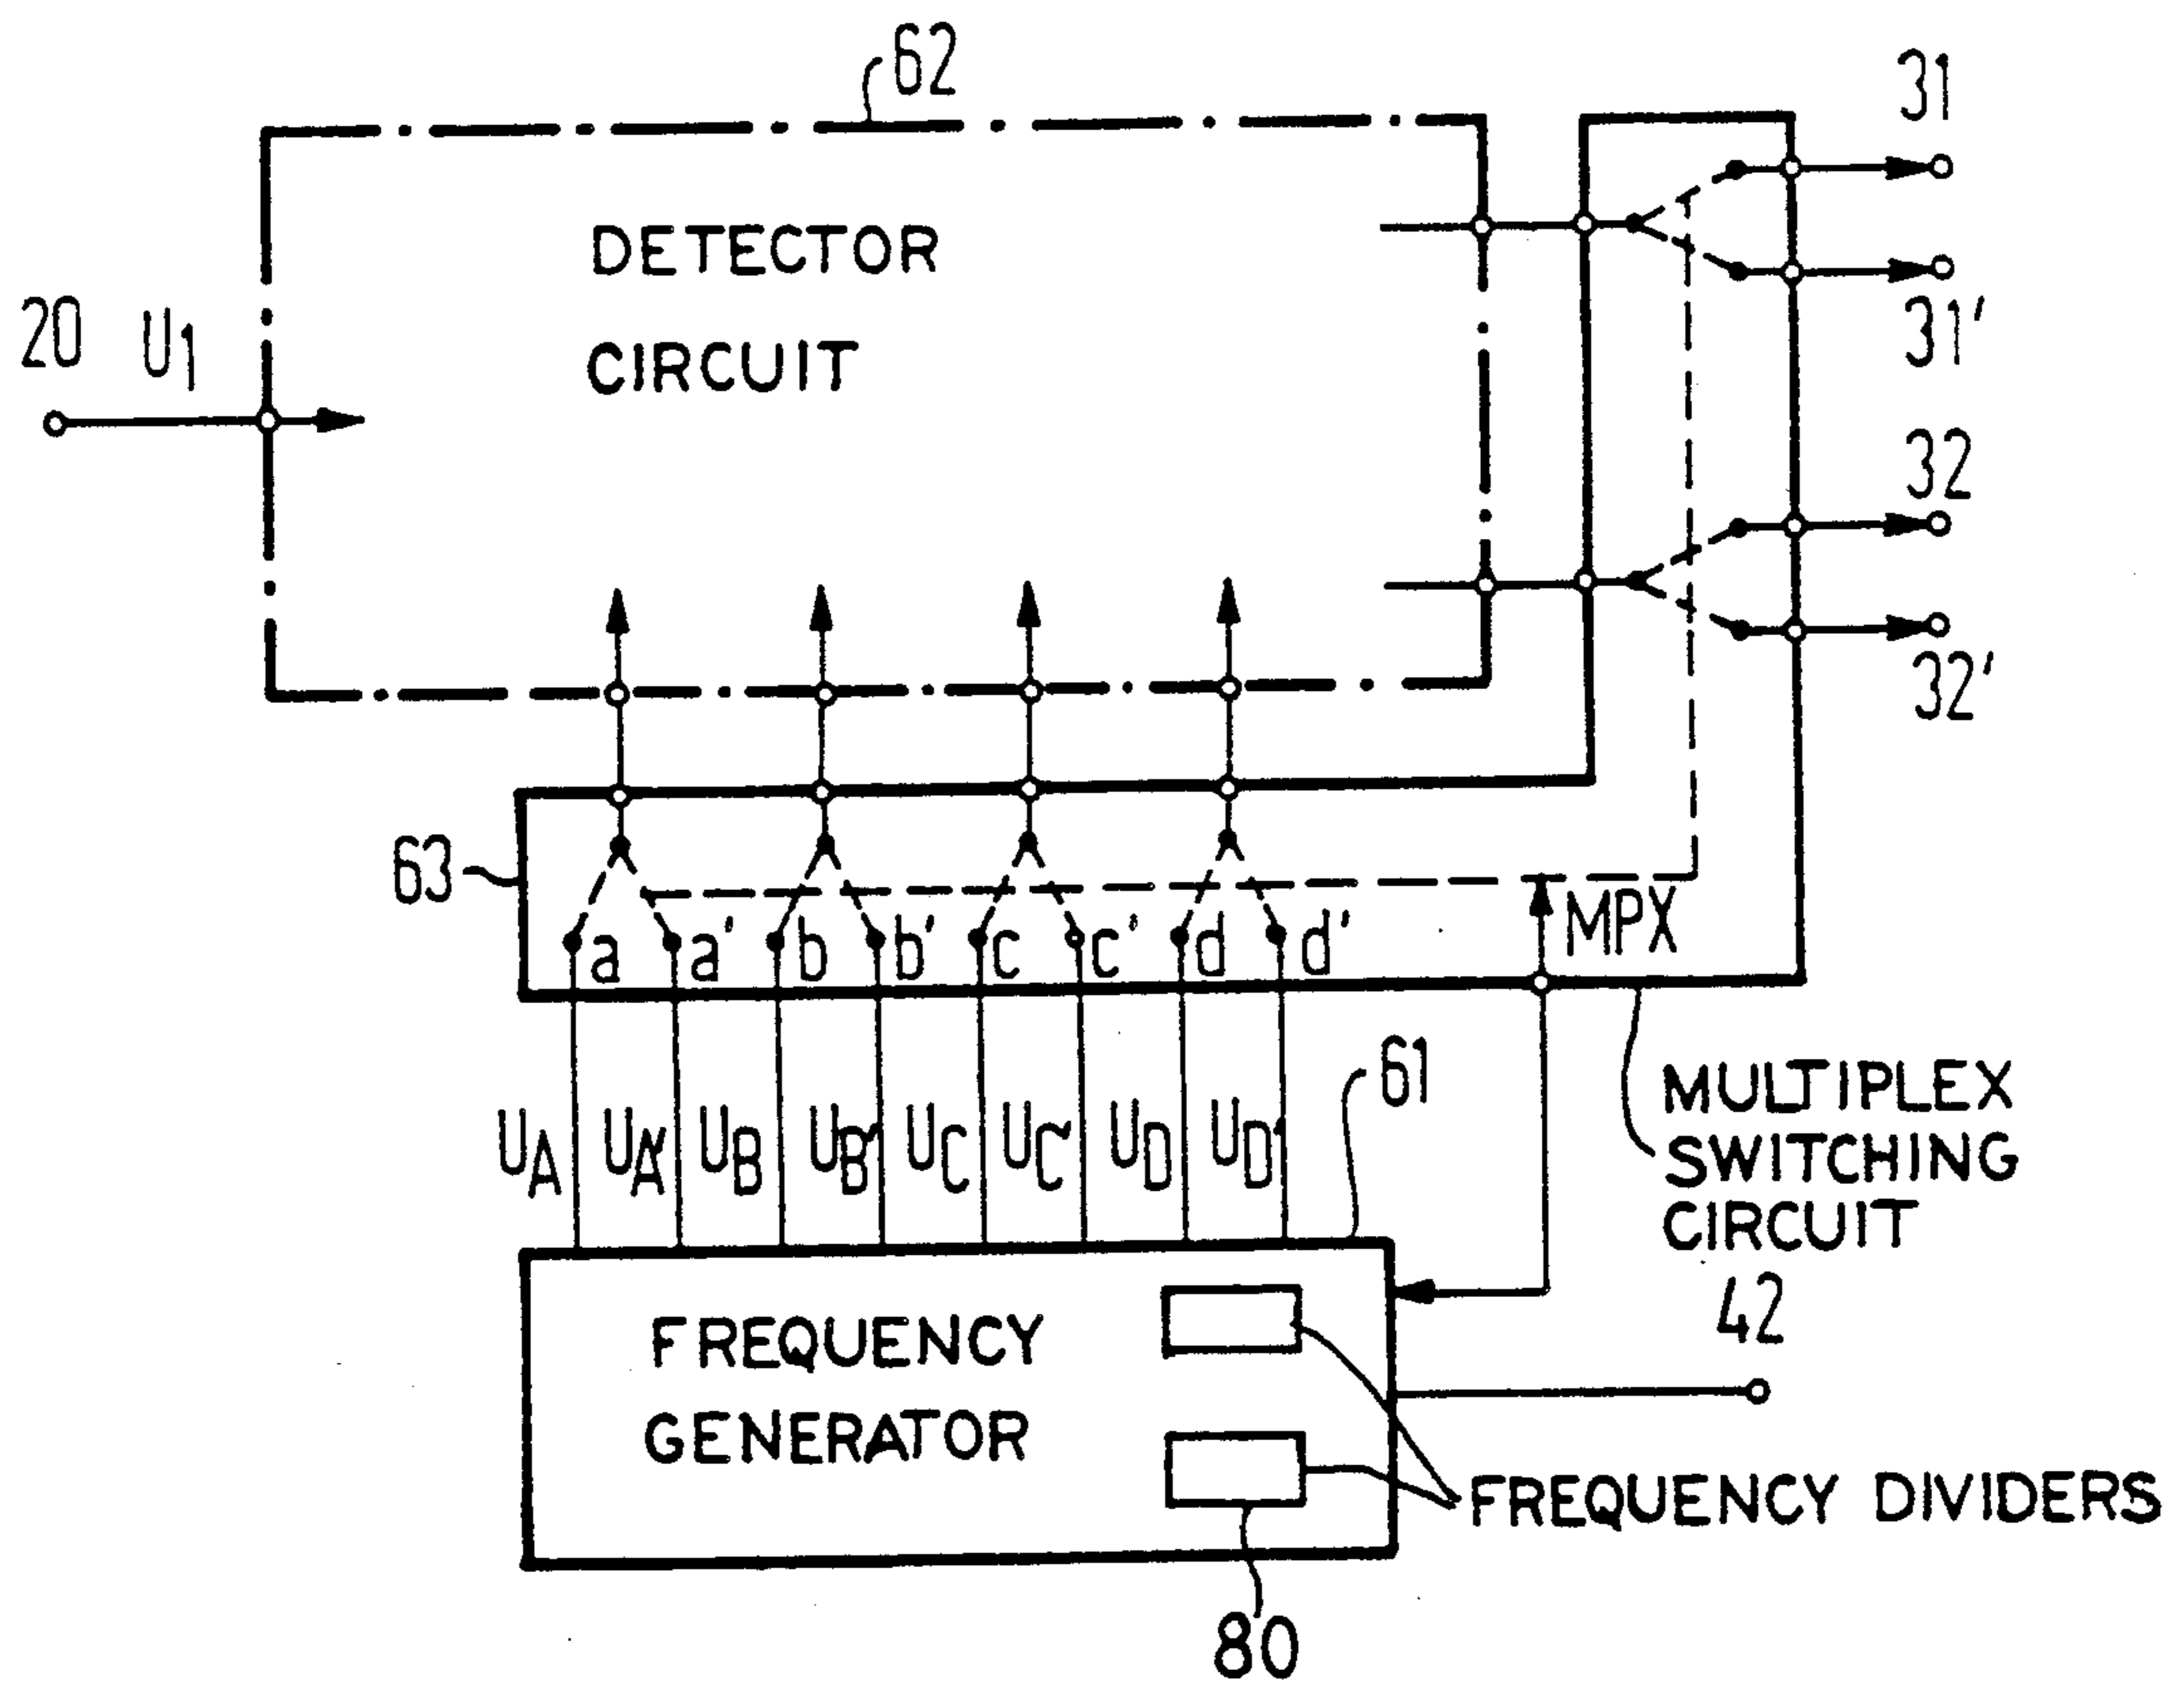 62
31
DETECTOR
CIRCUIT
20 U1
31'
32
32'
63
a a' b b' c c' d d'
MPX
61
UA UA' UB UB' UC UC' UD UD'
MULTIPLEX
SWITCHING
CIRCUIT
42
FREQUENCY
GENERATOR
FREQUENCY DIVIDERS
80